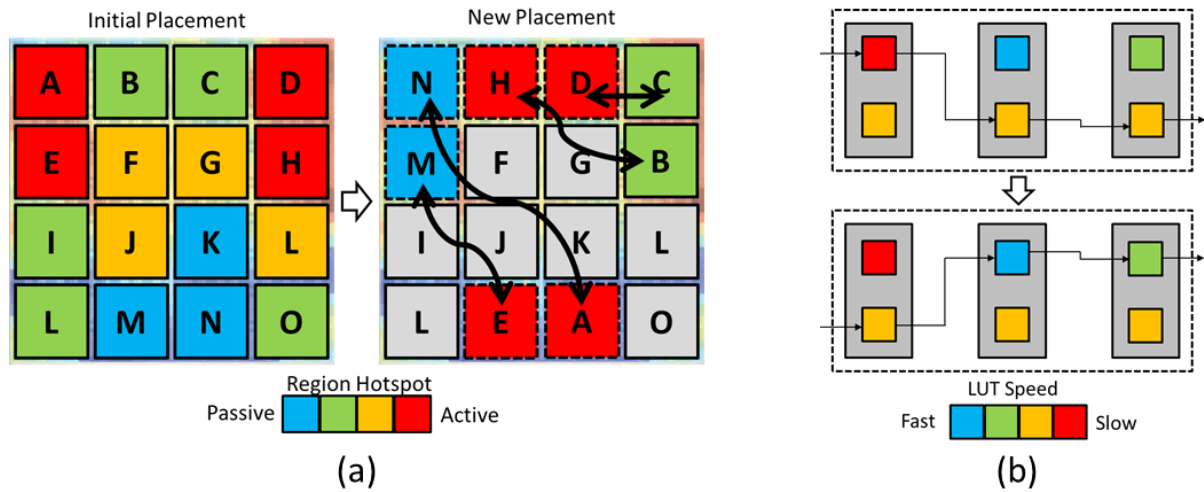 Initial Placement
New Placement
A B C D
E F G H
I J K L
L M N O
N H D C
M F G B
I J K L
L E A O
Region Hotspot
Passive
Active
(a)
LUT Speed
Fast
Slow
(b)